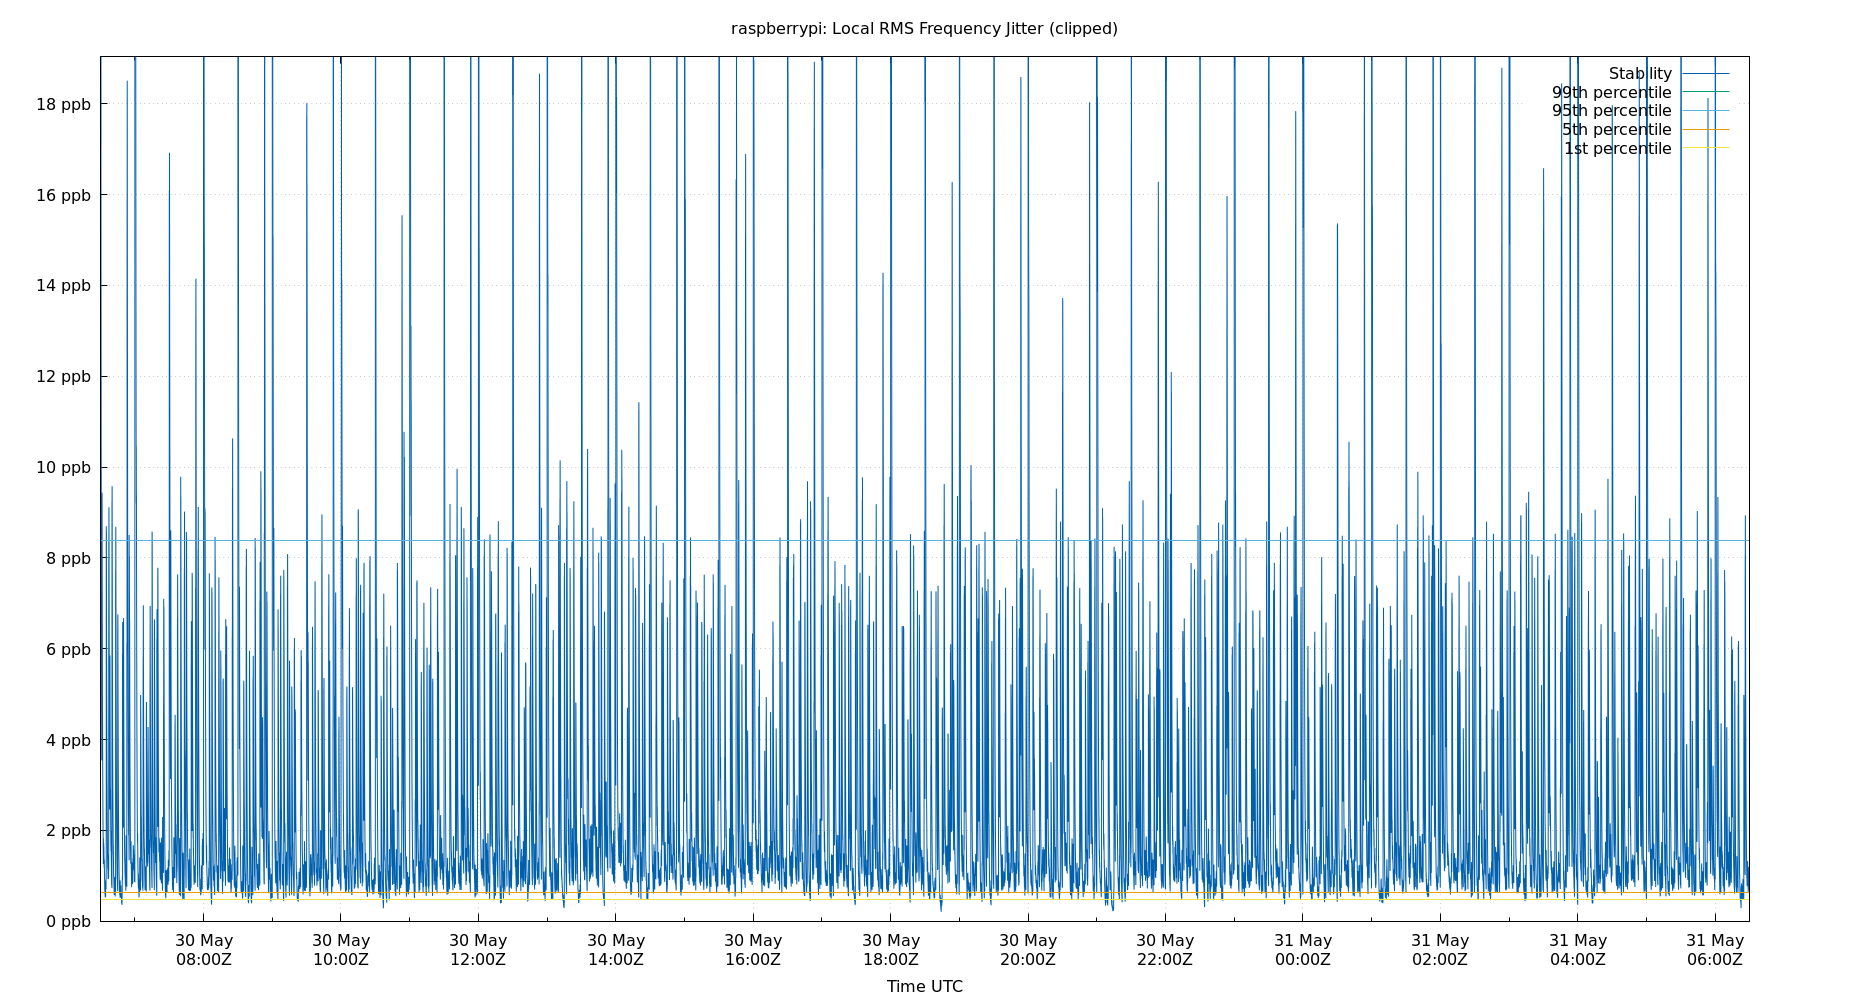 raspberrypi: Local RMS Frequency Jitter (clipped)
Stability
99th percentile
95th percentile
5th percentile
1st percentile
18 ppb
16 ppb
14 ppb
12 ppb
10 ppb
8 ppb
6 ppb
4 ppb
2 ppb
0 ppb
30 May 30 May 30 May 30 May 30 May 30 May 30 May 30 May 31 May 31 May 31 May 31 May
08:00Z 10:00Z 12:00Z 14:00Z 16:00Z 18:00Z 20:00Z 22:00Z 00:00Z 02:00Z 04:00Z 06:00Z
Time UTC